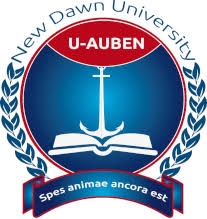 New Dawn University
U-AUBEN
Spes animae ancora est